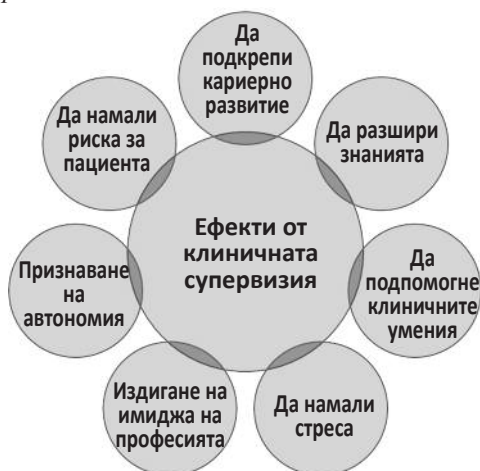 Да
подкрепи
кариерно
развитие
Да разшири
знанията
Да
подпомогне
клиничните
умения
Да намали
стреса
Издигане на
имиджа на
професията
Признаване
на
автономия
Да намали
риска за
пациента
Ефекти от
клиничната
супервизия